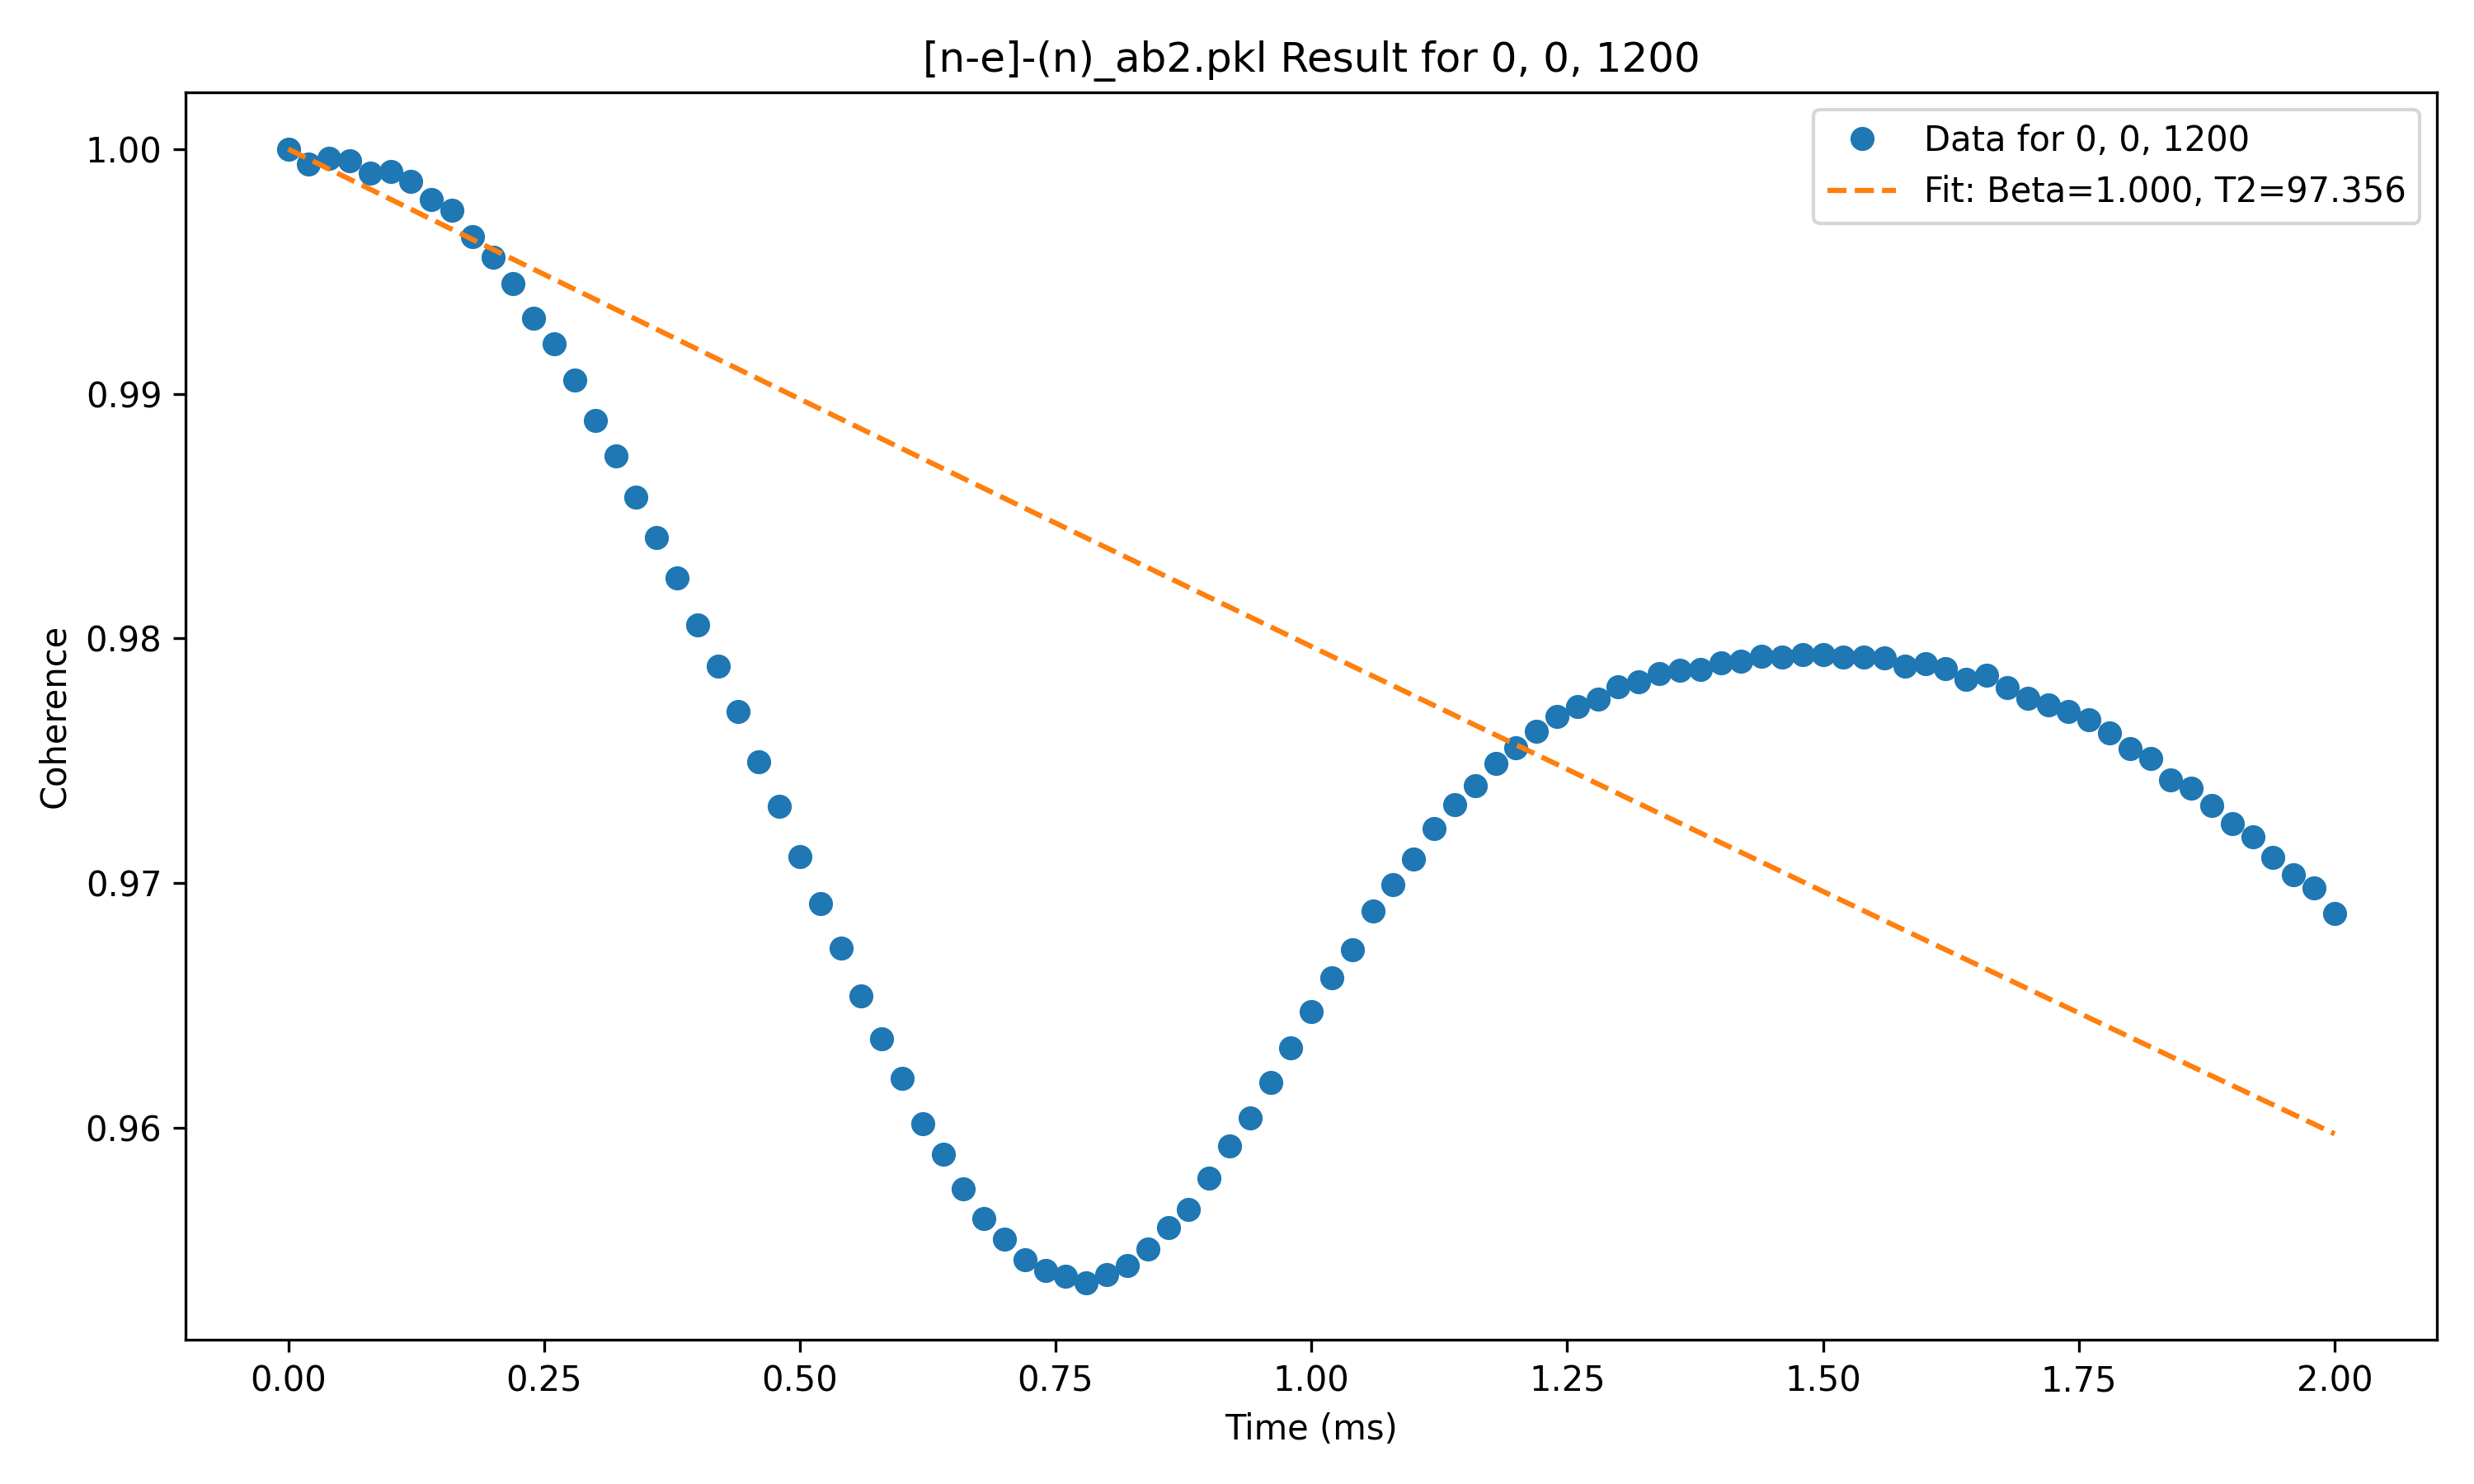 [n-e]-(n)_ab2.pkl Result for 0, 0, 1200
Data for 0, 0, 1200
Fit: Beta=1.000, T2=97.356
Coherence
1.00
0.99
0.98
0.97
0.96
0.00 0.25 0.50 0.75 1.00 1.25 1.50 1.75 2.00
Time (ms)